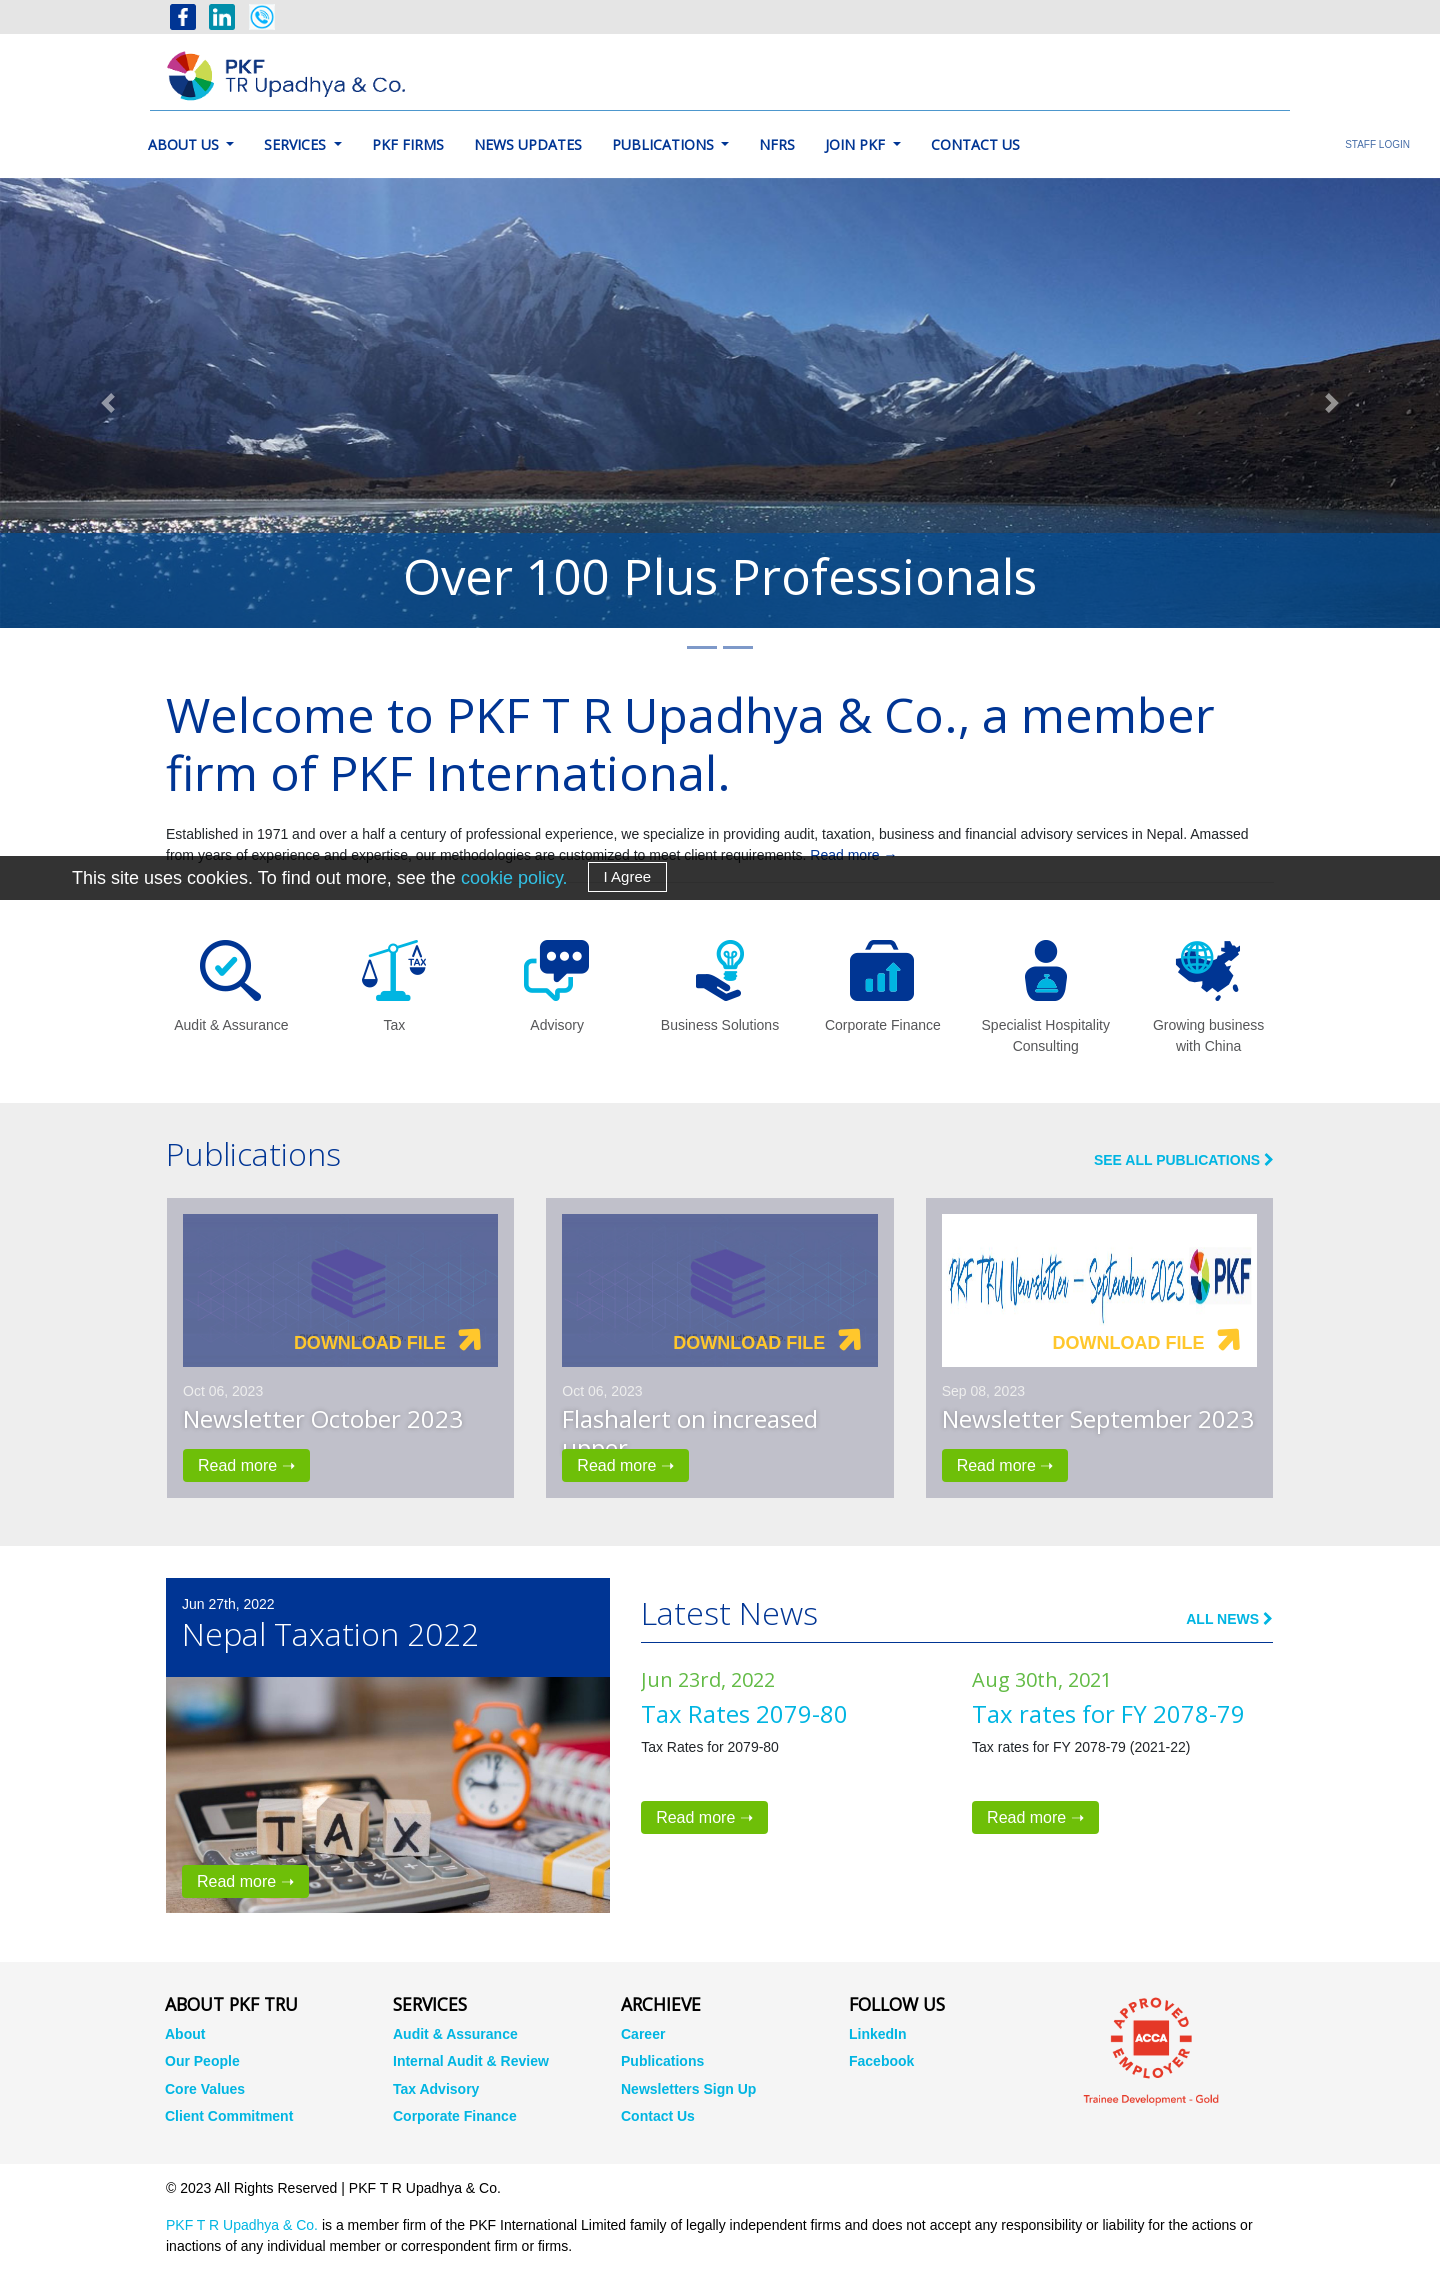 PKF
TR Upadhya & Co.
ABOUT US
SERVICES
PKF FIRMS
NEWS UPDATES
PUBLICATIONS
NFRS
JOIN PKF
CONTACT US
STAFF LOGIN
Over 100 Plus Professionals
Welcome to PKF T R Upadhya & Co., a member
firm of PKF International.
Established in 1971 and over a half a century of professional experience, we specialize in providing audit, taxation, business and financial advisory services in Nepal. Amassed
from years of experience and expertise, our methodologies are customized to meet client requirements. Read more →
This site uses cookies. To find out more, see the cookie policy.
I Agree
TAX
Audit & Assurance
Tax
Advisory
Business Solutions
Corporate Finance
Specialist Hospitality
Consulting
Growing business
with China
Publications
SEE ALL PUBLICATIONS
DOWNLOAD FILE
Oct 06, 2023
Newsletter October 2023
Read more ➝
DOWNLOAD FILE
Oct 06, 2023
Flashalert on increased
upper
Read more ➝
PKF TRU Newsletter – September 2023 PKF
DOWNLOAD FILE
Sep 08, 2023
Newsletter September 2023
Read more ➝
Jun 27th, 2022
Nepal Taxation 2022
TAX
Read more ➝
Latest News
ALL NEWS
Jun 23rd, 2022
Tax Rates 2079-80
Tax Rates for 2079-80
Read more ➝
Aug 30th, 2021
Tax rates for FY 2078-79
Tax rates for FY 2078-79 (2021-22)
Read more ➝
ABOUT PKF TRU
About
Our People
Core Values
Client Commitment
SERVICES
Audit & Assurance
Internal Audit & Review
Tax Advisory
Corporate Finance
ARCHIEVE
Career
Publications
Newsletters Sign Up
Contact Us
FOLLOW US
LinkedIn
Facebook
APPROVED
ACCA
EMPLOYER
Trainee Development - Gold
© 2023 All Rights Reserved | PKF T R Upadhya & Co.
PKF T R Upadhya & Co. is a member firm of the PKF International Limited family of legally independent firms and does not accept any responsibility or liability for the actions or
inactions of any individual member or correspondent firm or firms.